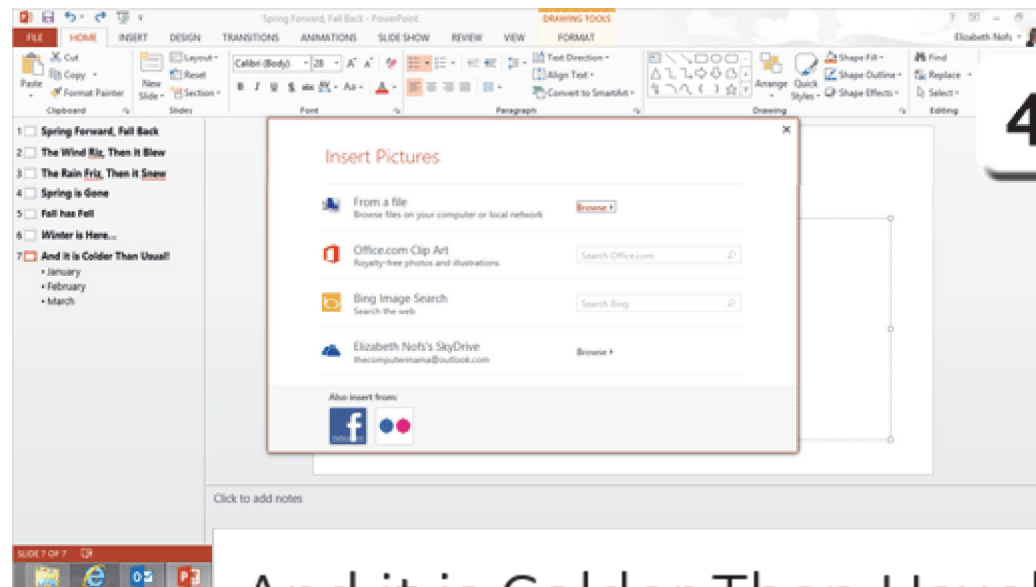 Spring Forward, Fall Back - PowerPoint
DRAWING TOOLS
FILE HOME INSERT DESIGN TRANSITIONS ANIMATIONS SLIDE SHOW REVIEW VIEW FORMAT
Elizabeth Nofs
Paste
Cut
Copy
Format Painter
Clipboard
New Slide
Layout
Reset
Section
Slides
Calibri (Body) 28
B I U S abc AV Aa A
Font
Text Direction
Align Text
Convert to SmartArt
Paragraph
Arrange
Quick Styles
Shape Fill
Shape Outline
Shape Effects
Drawing
Find
Replace
Select
Editing
4
1 Spring Forward, Fall Back
2 The Wind Riz, Then it Blew
3 The Rain Friz, Then it Snew
4 Spring is Gone
5 Fall has Fell
6 Winter is Here...
7 And it is Colder Than Usual!
• January
• February
• March
Insert Pictures
From a file
Browse files on your computer or local network
Browse
Office.com Clip Art
Royalty-free photos and illustrations
Search Office.com
Bing Image Search
Search the web
Search Bing
Elizabeth Nofs's SkyDrive
thecomputermama@outlook.com
Browse
Also insert from:
Click to add notes
SLIDE 7 OF 7
And it is Colder Than Usual